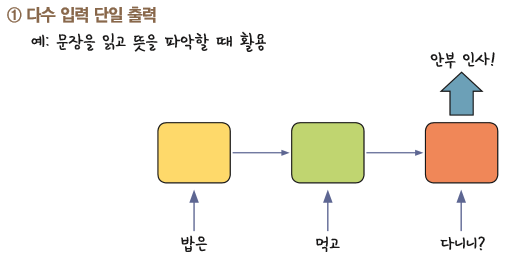 ① 다수 입력 단일 출력
예: 문장을 읽고 뜻을 파악할 때 활용
안부 인사!
밥은
먹고
다니니?